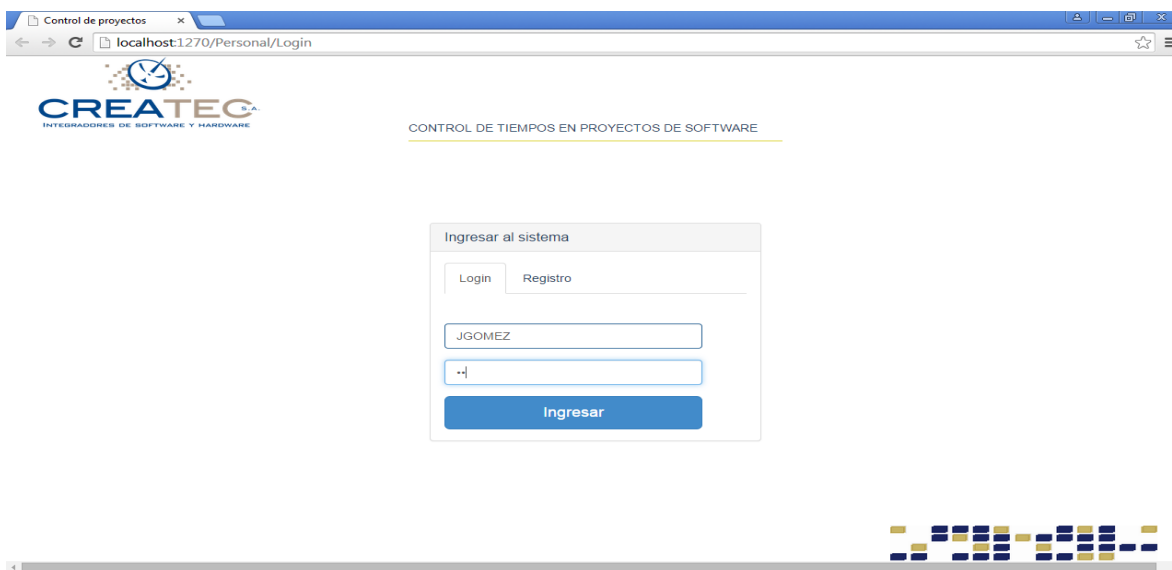 Control de proyectos
localhost:1270/Personal/Login
CREATEC S.A.
INTEGRADORES DE SOFTWARE Y HARDWARE
CONTROL DE TIEMPOS EN PROYECTOS DE SOFTWARE
Ingresar al sistema
Login Registro
JGOMEZ
••
Ingresar